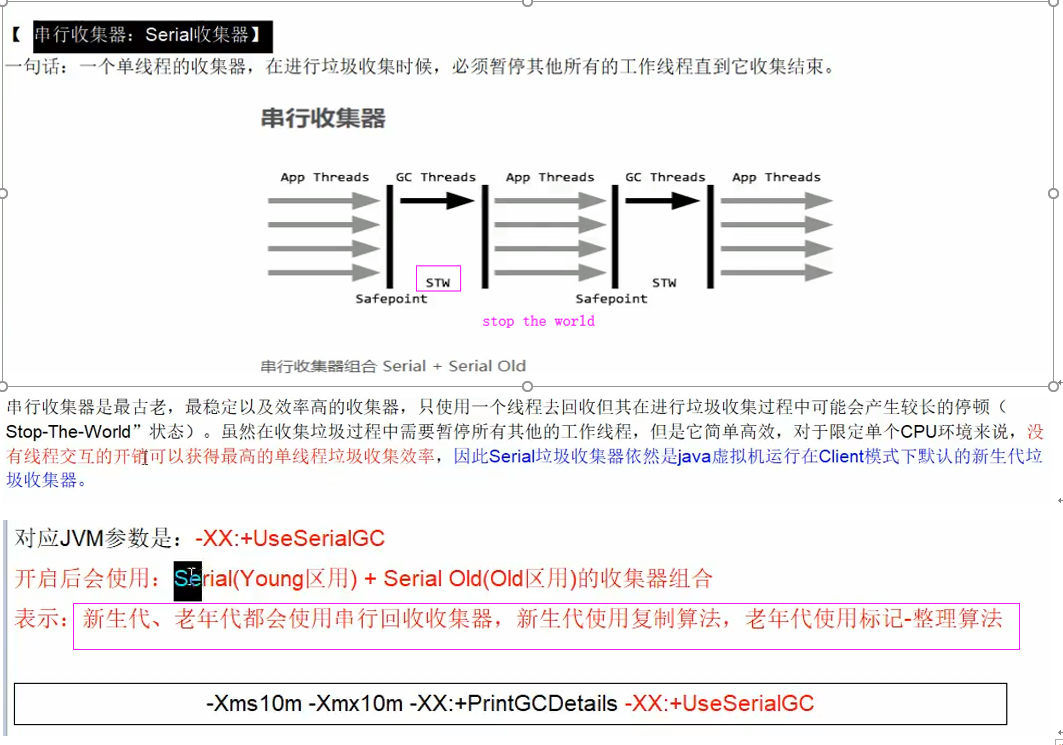 【 串行收集器：Serial收集器】
一句话：一个单线程的收集器，在进行垃圾收集时候，必须暂停其他所有的工作线程直到它收集结束。
串行收集器
App Threads GC Threads App Threads GC Threads App Threads
STW STW
Safepoint Safepoint
stop the world
串行收集器组合 Serial + Serial Old
串行收集器是最古老，最稳定以及效率高的收集器，只使用一个线程去回收但其在进行垃圾收集过程中可能会产生较长的停顿（
Stop-The-World”状态）。虽然在收集垃圾过程中需要暂停所有其他的工作线程，但是它简单高效，对于限定单个CPU环境来说，没
有线程交互的开销可以获得最高的单线程垃圾收集效率，因此Serial垃圾收集器依然是java虚拟机运行在Client模式下默认的新生代垃
圾收集器。
对应JVM参数是：-XX:+UseSerialGC
开启后会使用：Serial(Young区用) + Serial Old(Old区用)的收集器组合
表示：新生代、老年代都会使用串行回收收集器，新生代使用复制算法，老年代使用标记-整理算法
-Xms10m -Xmx10m -XX:+PrintGCDetails -XX:+UseSerialGC